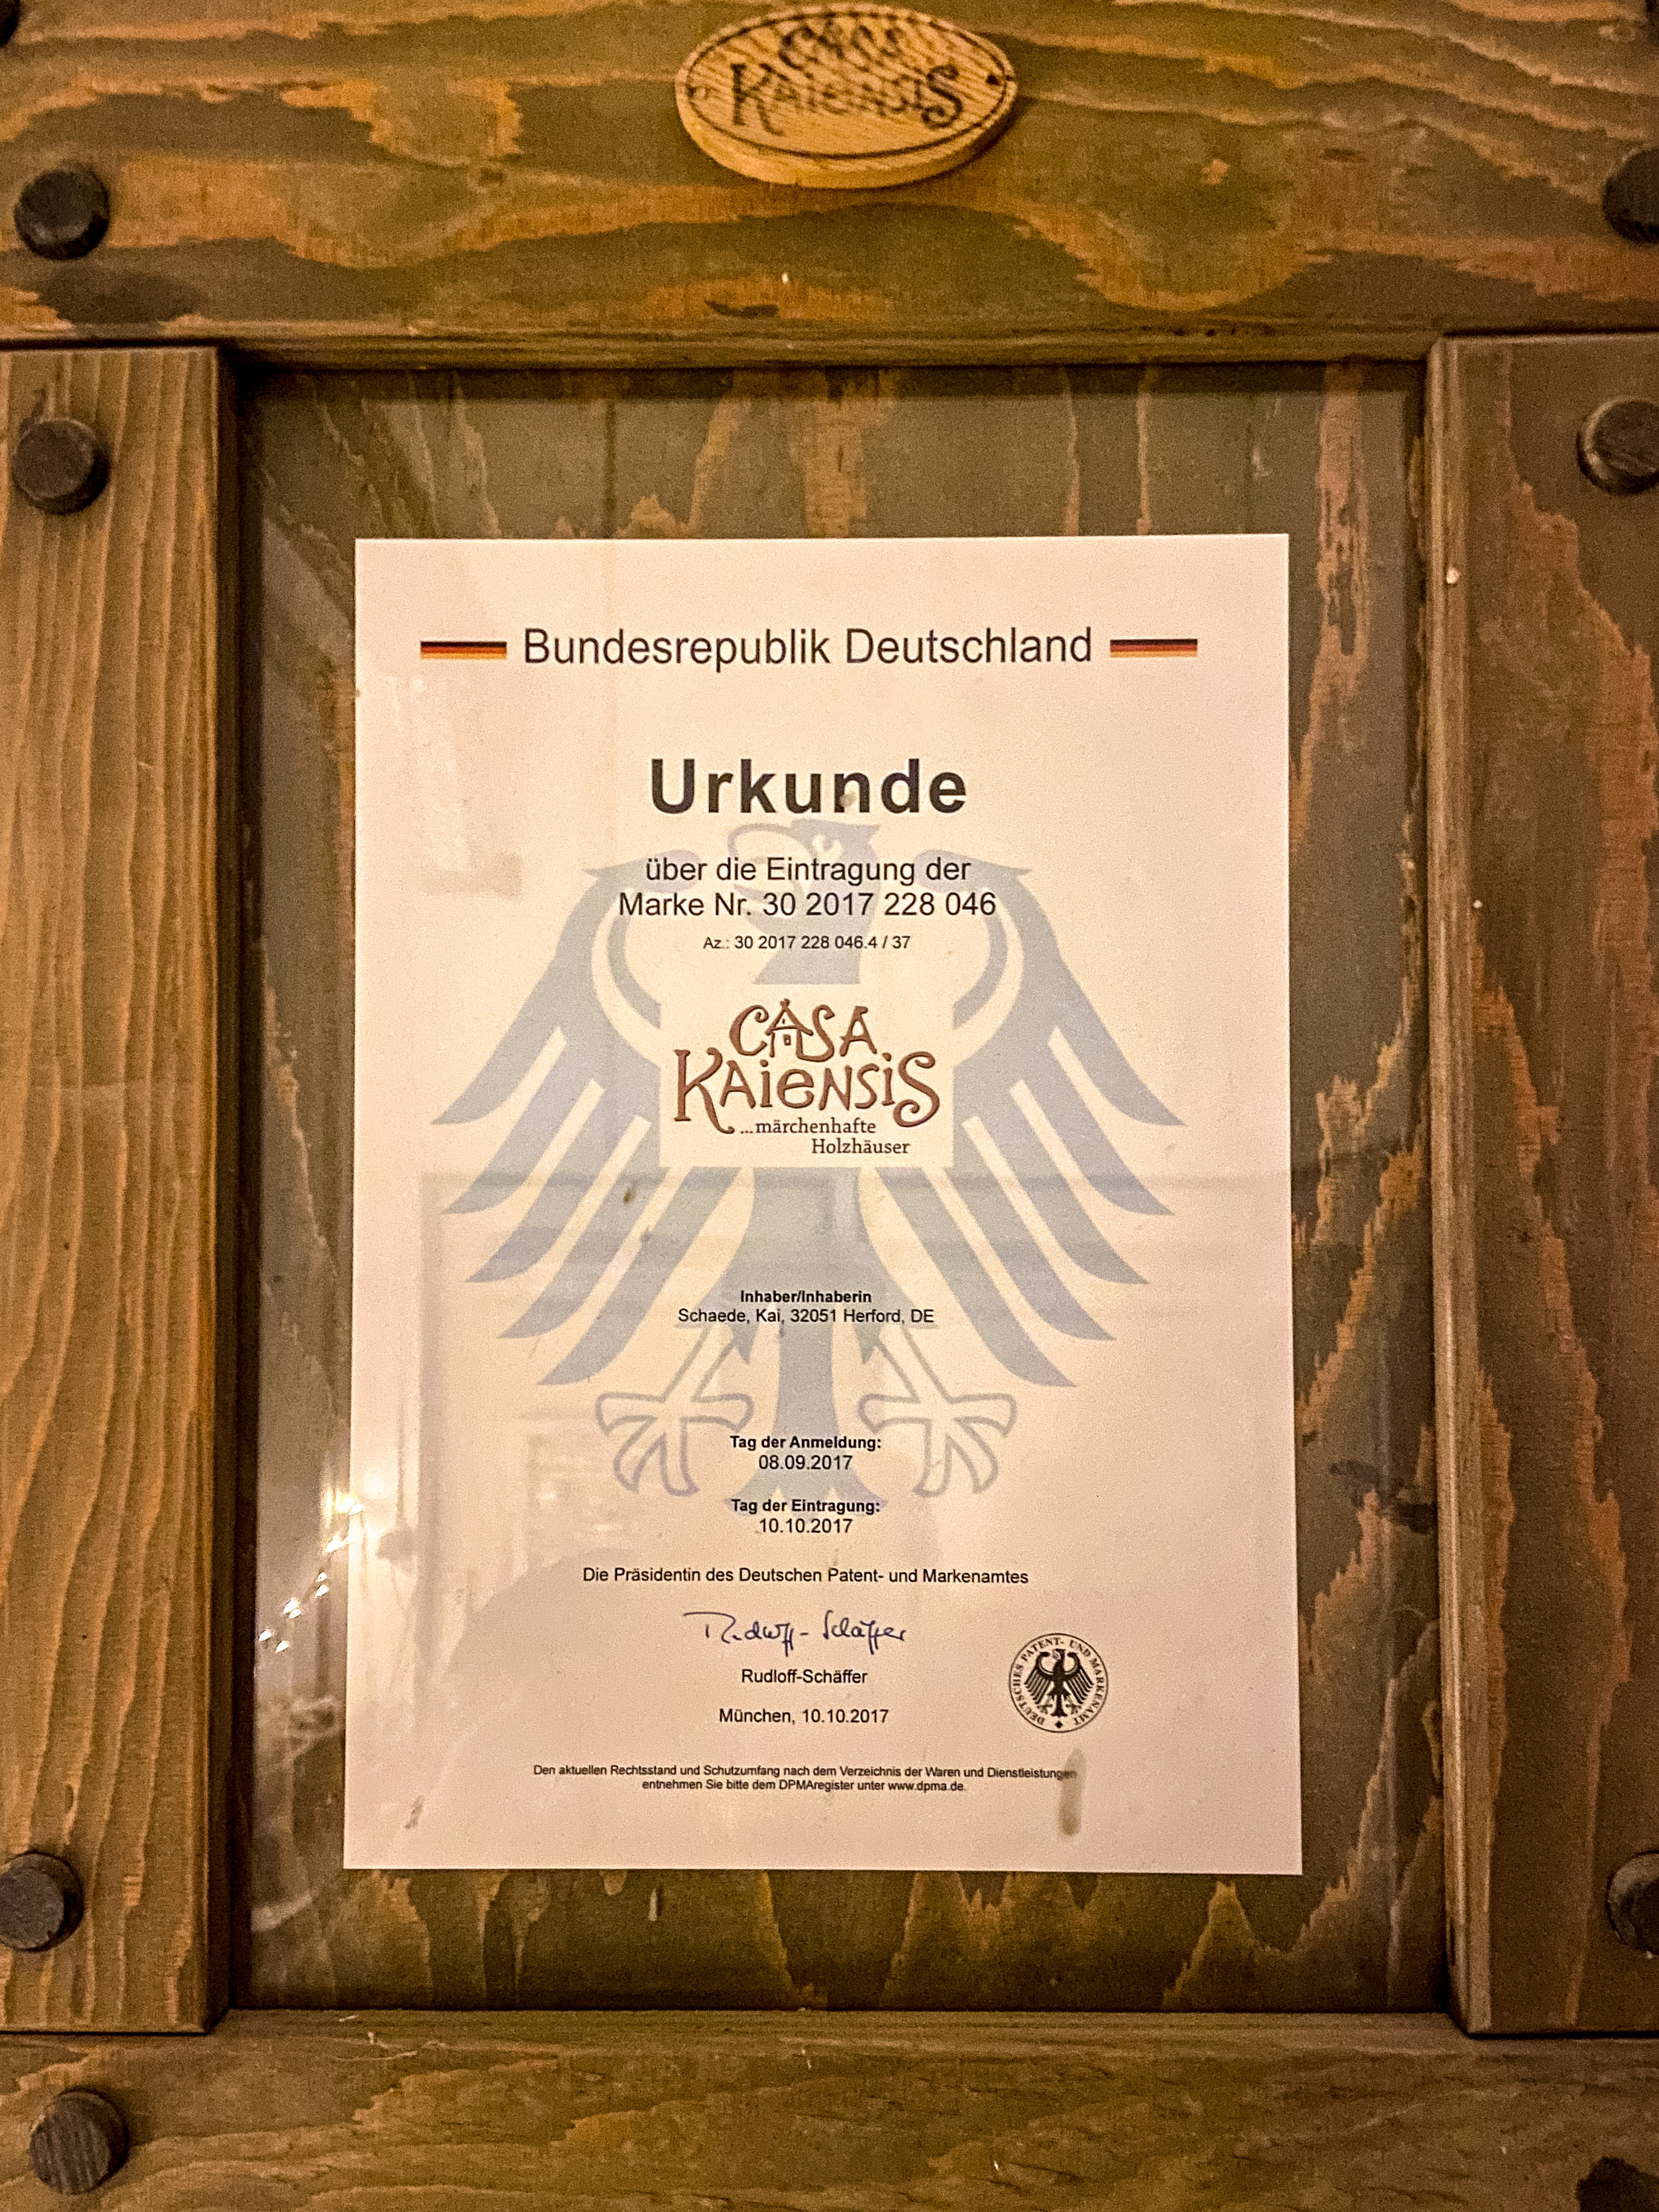 CASA
KAiENSiS
Bundesrepublik Deutschland
Urkunde
über die Eintragung der
Marke Nr. 30 2017 228 046
Az.: 30 2017 228 046.4 / 37
CASA
KAiENSiS
...märchenhafte
Holzhäuser
Inhaber/Inhaberin
Schaede, Kai, 32051 Herford, DE
Tag der Anmeldung:
08.09.2017
Tag der Eintragung:
10.10.2017
Die Präsidentin des Deutschen Patent- und Markenamtes
Rudloff-Schäffer
Rudloff-Schäffer
München, 10.10.2017
DEUTSCHES PATENT- UND MARKENAMT
Den aktuellen Rechtsstand und Schutzumfang nach dem Verzeichnis der Waren und Dienstleistungen
entnehmen Sie bitte dem DPMAregister unter www.dpma.de.